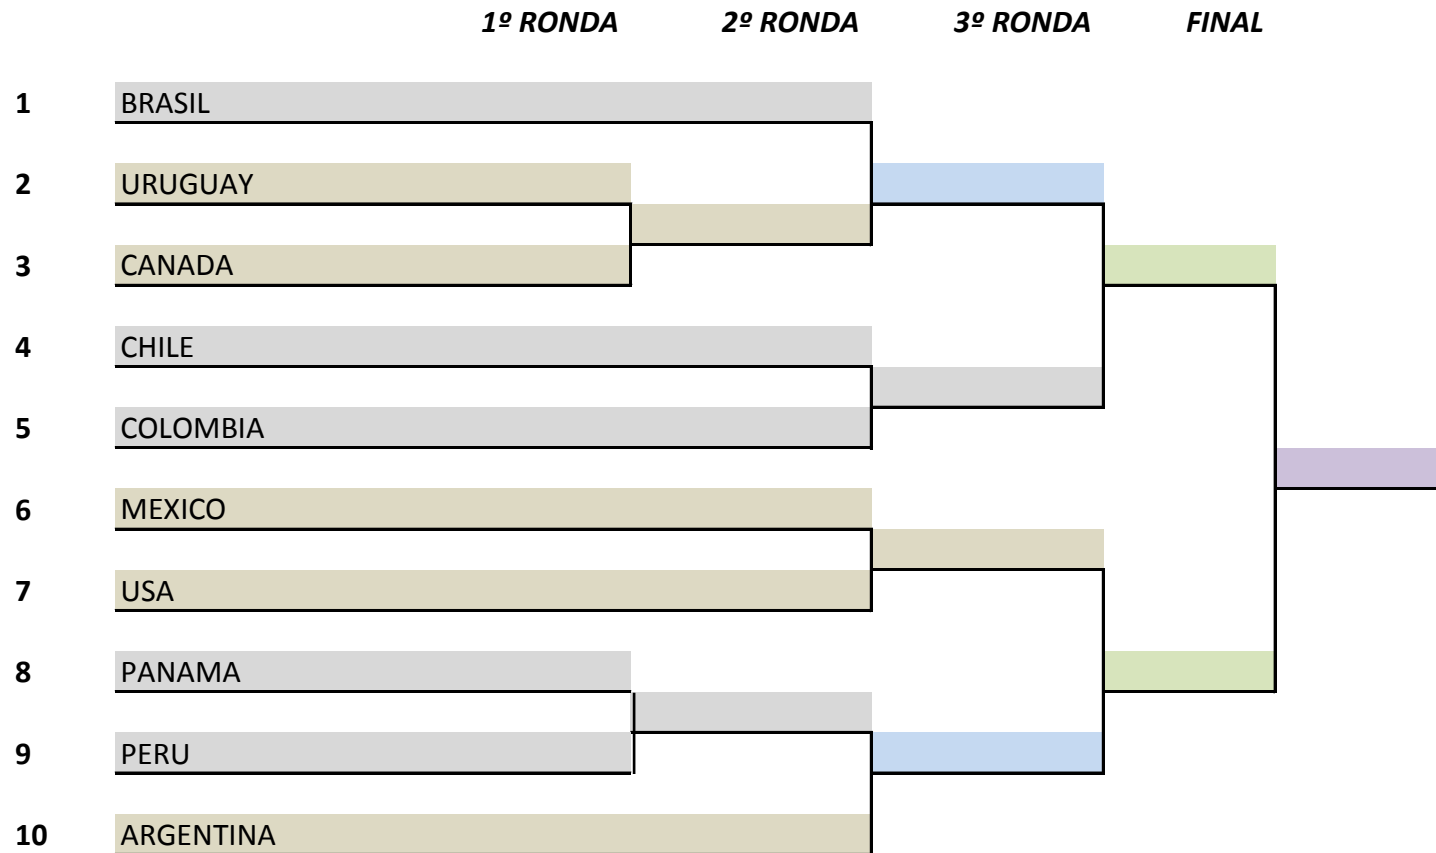 1º RONDA 2º RONDA 3º RONDA FINAL
1 BRASIL
2 URUGUAY
3 CANADA
4 CHILE
5 COLOMBIA
6 MEXICO
7 USA
8 PANAMA
9 PERU
10 ARGENTINA